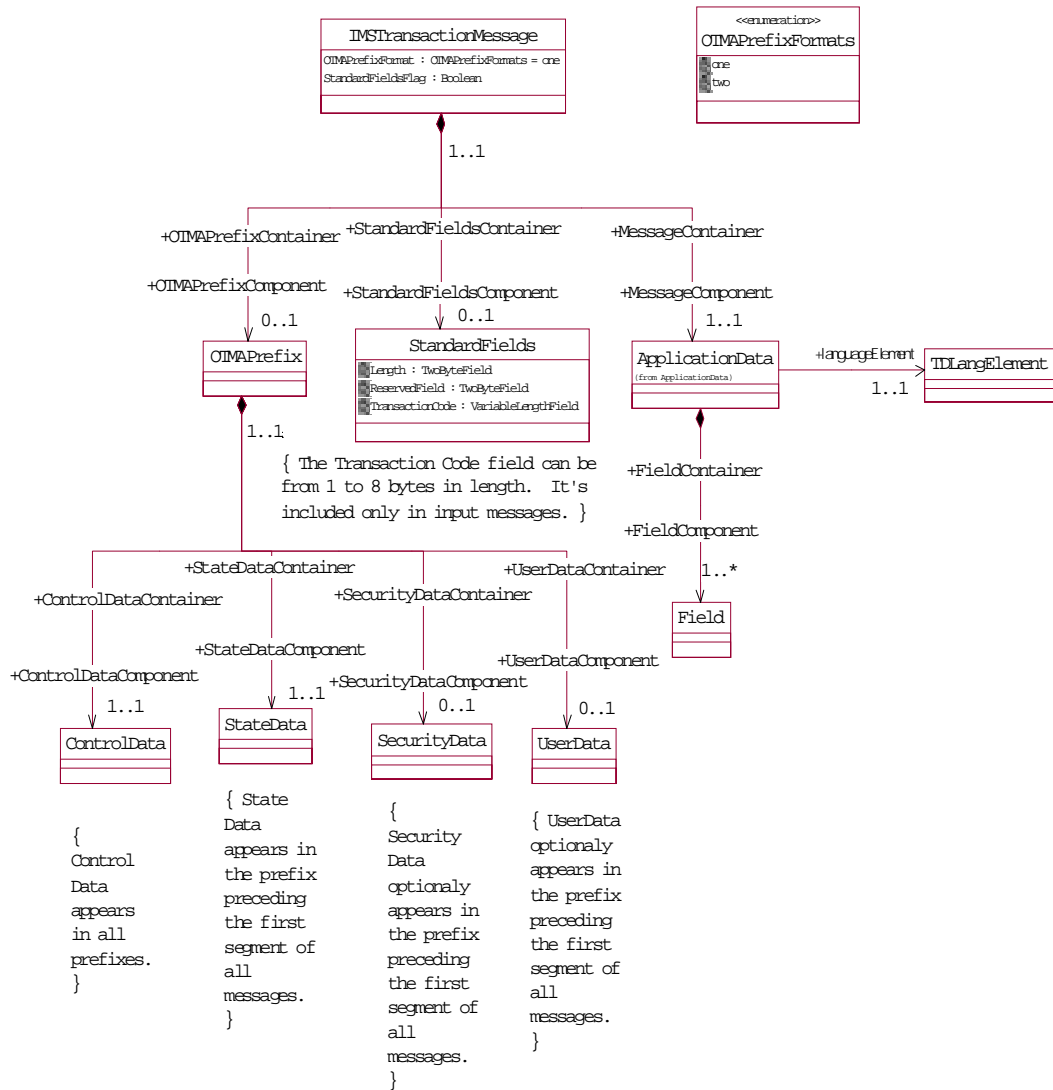 IMSTransactionMessage
OTMAPrefixFormat : OTMAPrefixFormats = one
StandardFieldsFlag : Boolean
<<enumeration>>
OTMAPrefixFormats
one
two
1..1
+OTMAPrefixContainer
+StandardFieldsContainer
+MessageContainer
+OTMAPrefixComponent
+StandardFieldsComponent
+MessageComponent
0..1
0..1
1..1
OTMAPrefix
StandardFields
Length : TwoByteField
ReservedField : TwoByteField
TransactionCode : VariableLengthField
ApplicationData
(from ApplicationData)
+languageElement
1..1
TDLangElement
1..1
{ The Transaction Code field can be
from 1 to 8 bytes in length. It's
included only in input messages. }
+FieldContainer
+FieldComponent
1..*
Field
+StateDataContainer
+UserDataContainer
+ControlDataContainer
+SecurityDataContainer
+StateDataComponent
+UserDataComponent
+ControlDataComponent
+SecurityDataComponent
1..1
1..1
0..1
0..1
ControlData
StateData
SecurityData
UserData
{
Control
Data
appears
in all
prefixes.
}
{ State
Data
appears in
the prefix
preceding
the first
segment of
all
messages.
}
{
Security
Data
optionaly
appears in
the prefix
preceding
the first
segment of
all
messages.
}
{ UserData
optionaly
appears in
the prefix
preceding
the first
segment of
all
messages.
}